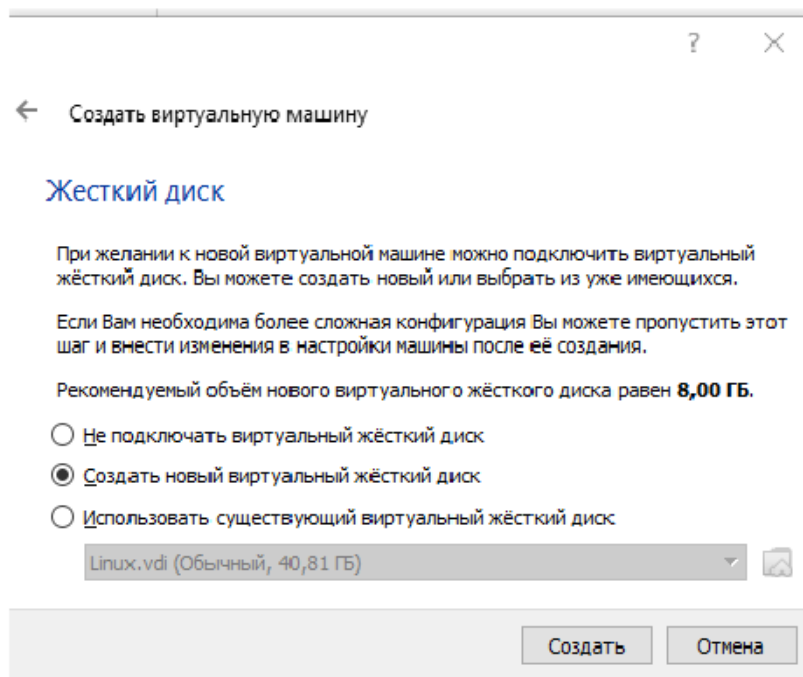 ?
Создать виртуальную машину
Жесткий диск
При желании к новой виртуальной машине можно подключить виртуальный
жёсткий диск. Вы можете создать новый или выбрать из уже имеющихся.
Если Вам необходима более сложная конфигурация Вы можете пропустить этот
шаг и внести изменения в настройки машины после её создания.
Рекомендуемый объём нового виртуального жёсткого диска равен 8,00 ГБ.
Не подключать виртуальный жёсткий диск
Создать новый виртуальный жёсткий диск
Использовать существующий виртуальный жёсткий диск
Linux.vdi (Обычный, 40,81 ГБ)
Создать Отмена